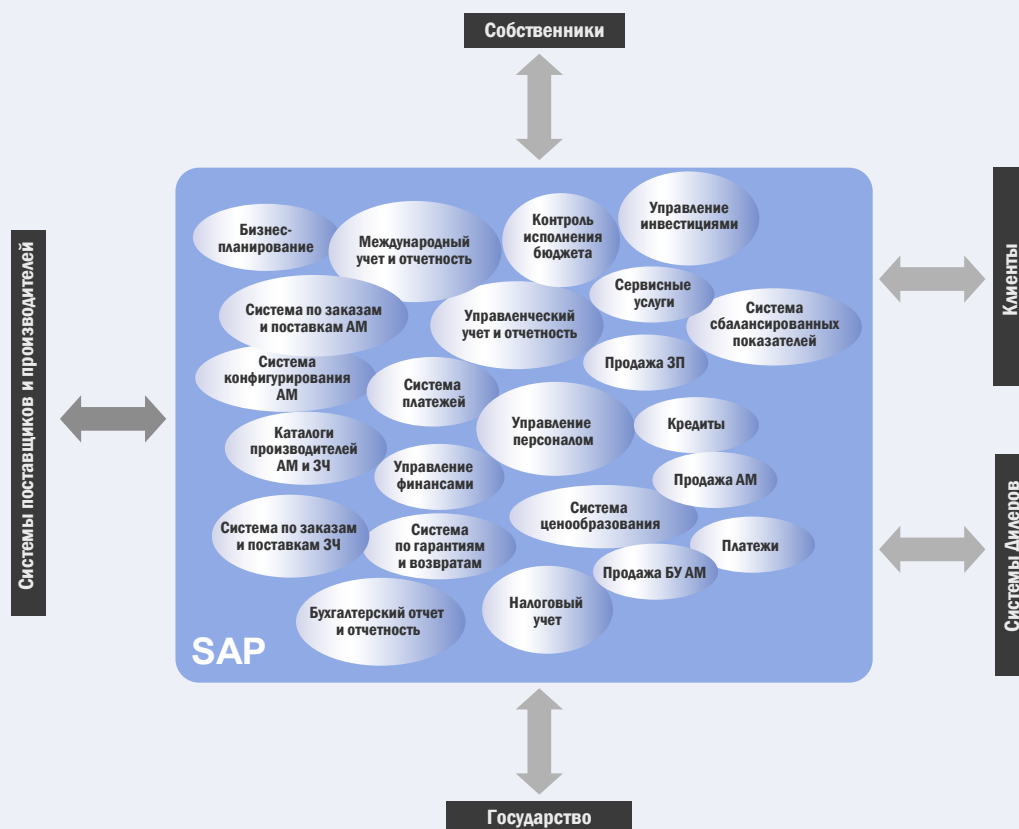 Собственники
Системы поставщиков и производителей
Бизнес-
планирование
Международный
учет и отчетность
Контроль
исполнения
бюджета
Управление
инвестициями
Система по заказам
и поставкам АМ
Управленческий
учет и отчетность
Сервисные
услуги
Система
сбалансированных
показателей
Система
конфигурирования
АМ
Система
платежей
Продажа ЗП
Управление
персоналом
Кредиты
Каталоги
производителей
АМ и ЗЧ
Управление
финансами
Продажа АМ
Система
ценообразования
Система по заказам
и поставкам ЗЧ
Система
по гарантиям
и возвратам
Платежи
Продажа БУ АМ
Бухгалтерский отчет
и отчетность
Налоговый
учет
SAP
Клиенты
Системы Дилеров
Государство